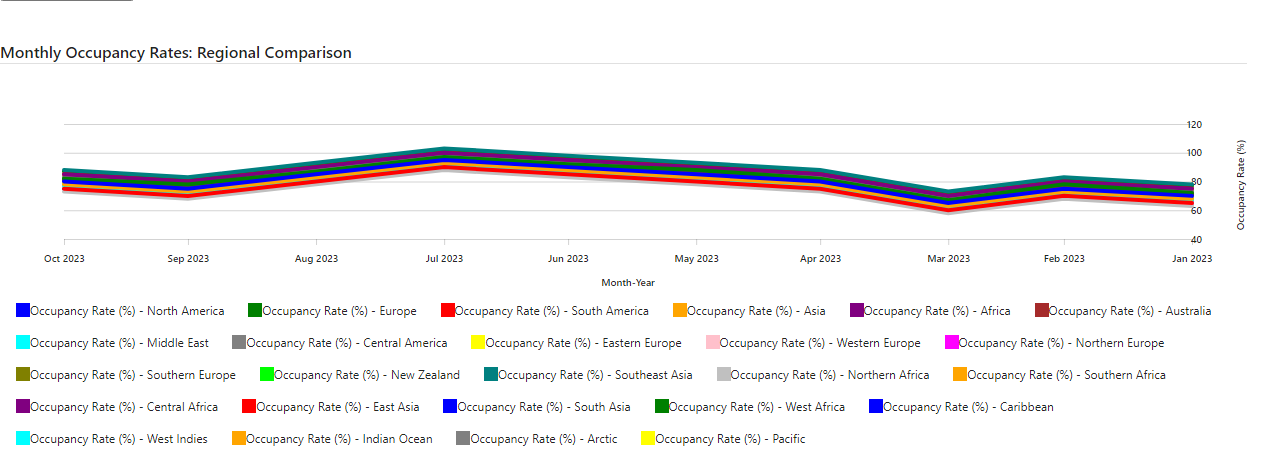 Monthly Occupancy Rates: Regional Comparison
120
100
80
60
40
Occupancy Rate (%)
Oct 2023 Sep 2023 Aug 2023 Jul 2023 Jun 2023 May 2023 Apr 2023 Mar 2023 Feb 2023 Jan 2023
Month-Year
Occupancy Rate (%) - North America Occupancy Rate (%) - Europe Occupancy Rate (%) - South America Occupancy Rate (%) - Asia Occupancy Rate (%) - Africa Occupancy Rate (%) - Australia
Occupancy Rate (%) - Middle East Occupancy Rate (%) - Central America Occupancy Rate (%) - Eastern Europe Occupancy Rate (%) - Western Europe Occupancy Rate (%) - Northern Europe
Occupancy Rate (%) - Southern Europe Occupancy Rate (%) - New Zealand Occupancy Rate (%) - Southeast Asia Occupancy Rate (%) - Northern Africa Occupancy Rate (%) - Southern Africa
Occupancy Rate (%) - Central Africa Occupancy Rate (%) - East Asia Occupancy Rate (%) - South Asia Occupancy Rate (%) - West Africa Occupancy Rate (%) - Caribbean
Occupancy Rate (%) - West Indies Occupancy Rate (%) - Indian Ocean Occupancy Rate (%) - Arctic Occupancy Rate (%) - Pacific